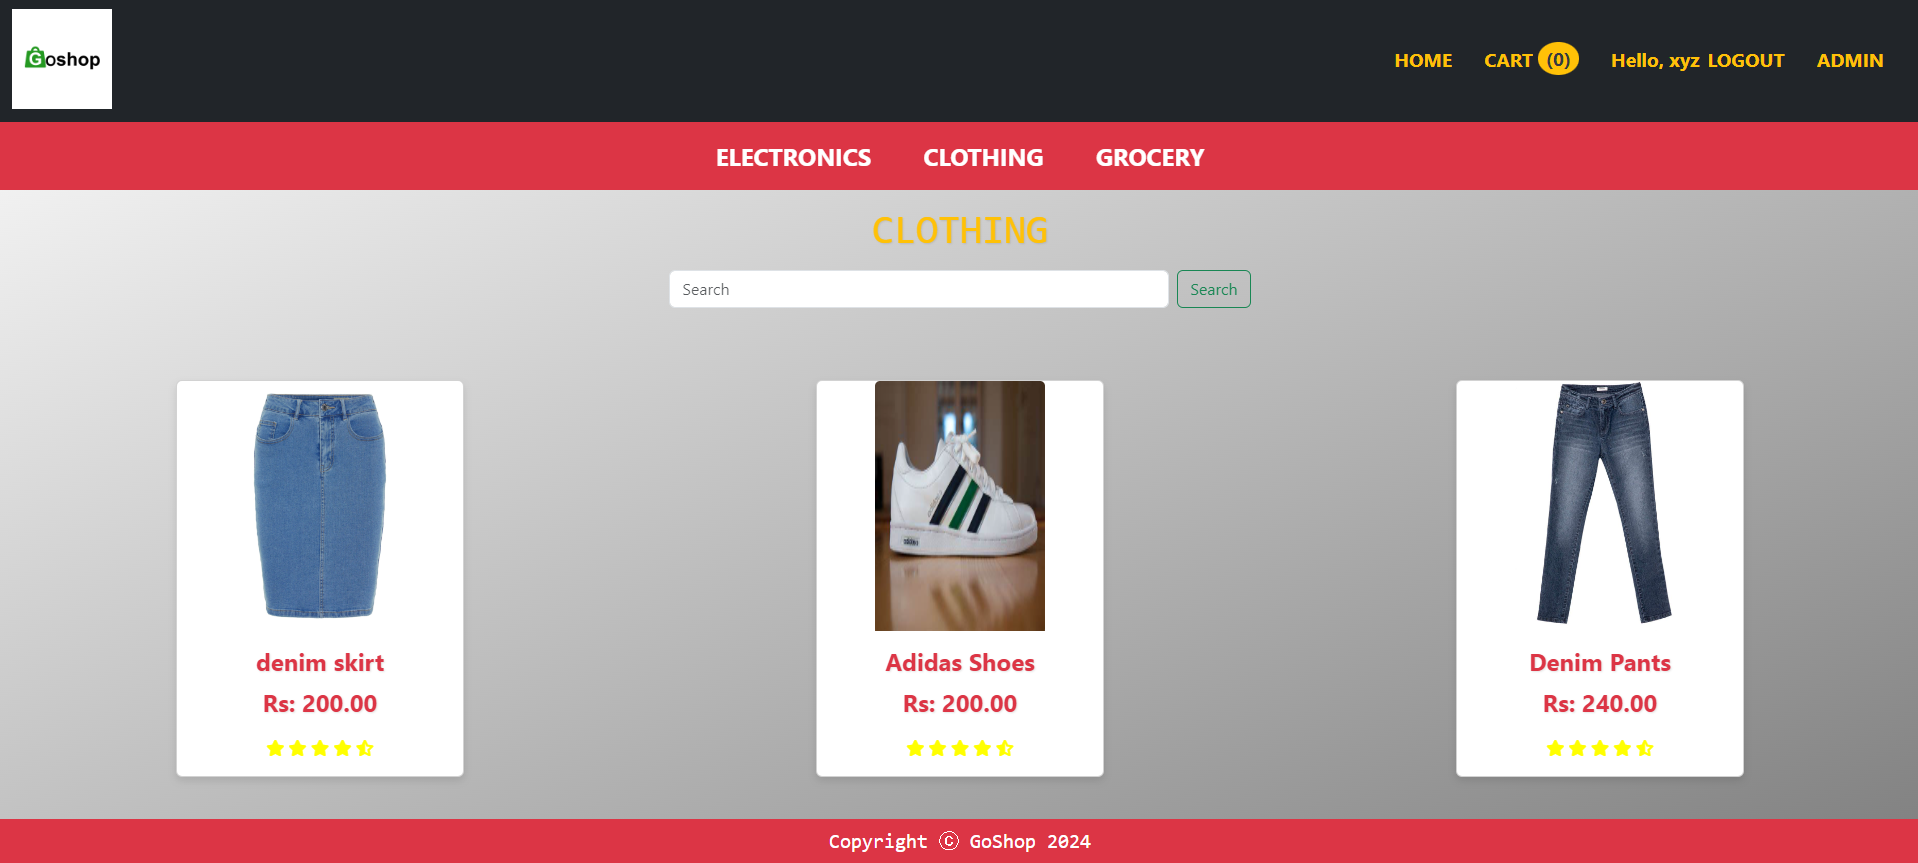 Goshop
HOME CART (0) Hello, xyz LOGOUT ADMIN
ELECTRONICS CLOTHING GROCERY
CLOTHING
Search Search
denim skirt Adidas Shoes Denim Pants
Rs: 200.00 Rs: 200.00 Rs: 240.00
Copyright © GoShop 2024